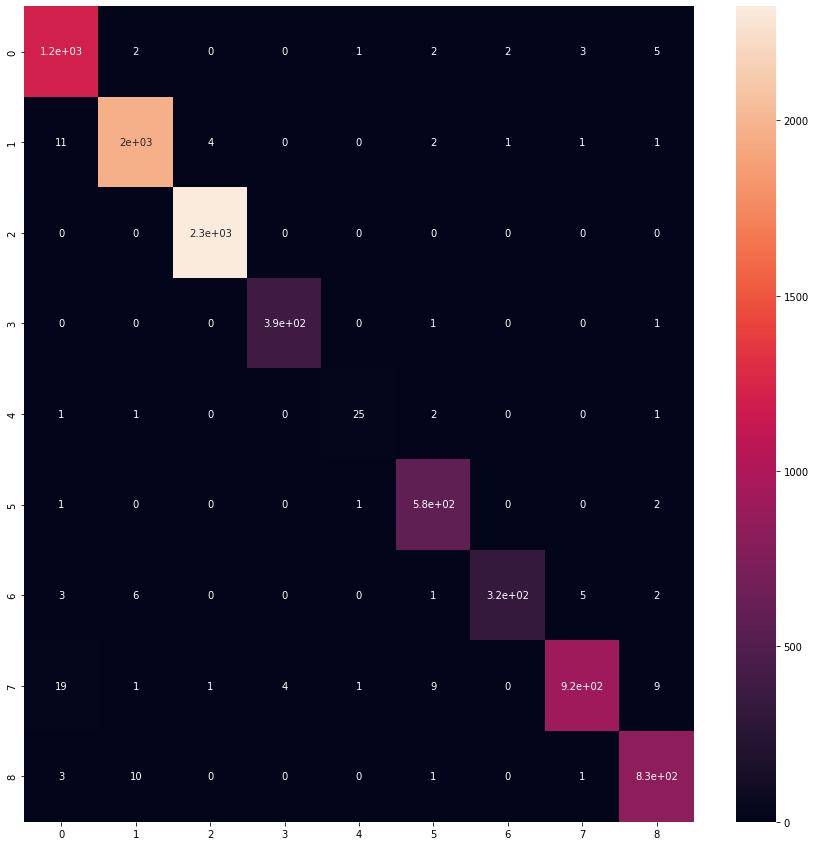 0 1.2e+03 2 0 0 1 2 2 3 5
1 11 2e+03 4 0 0 2 1 1 1
2 0 0 2.3e+03 0 0 0 0 0 0
3 0 0 0 3.9e+02 0 1 0 0 1
4 1 1 0 0 25 2 0 0 1
5 1 0 0 0 1 5.8e+02 0 0 2
6 3 6 0 0 0 1 3.2e+02 5 2
7 19 1 1 4 1 9 0 9.2e+02 9
8 3 10 0 0 0 1 0 1 8.3e+02
0 1 2 3 4 5 6 7 8
2000
1500
1000
500
0